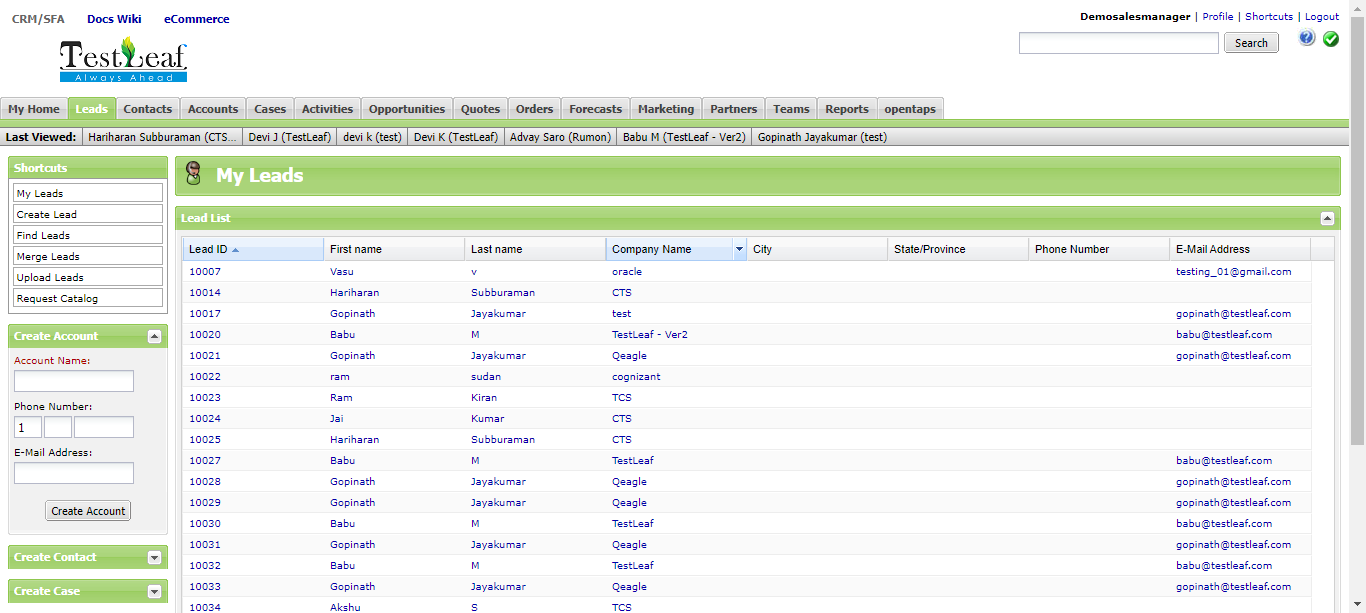 CRM/SFA Docs Wiki eCommerce
Demosalesmanager | Profile | Shortcuts | Logout
TestLeaf
Always Ahead
Search
My Home Leads Contacts Accounts Cases Activities Opportunities Quotes Orders Forecasts Marketing Partners Teams Reports opentaps
Last Viewed: Hariharan Subburaman (CTS... Devi J (TestLeaf) devi k (test) Devi K (TestLeaf) Advay Saro (Rumon) Babu M (TestLeaf - Ver2) Gopinath Jayakumar (test)
Shortcuts
My Leads
Create Lead
Find Leads
Merge Leads
Upload Leads
Request Catalog
Create Account
Account Name:
Phone Number:
1
E-Mail Address:
Create Account
Create Contact
Create Case
My Leads
Lead List
Lead ID First name Last name Company Name City State/Province Phone Number E-Mail Address
10007 Vasu v oracle testing_01@gmail.com
10014 Hariharan Subburaman CTS
10017 Gopinath Jayakumar test gopinath@testleaf.com
10020 Babu M TestLeaf - Ver2 babu@testleaf.com
10021 Gopinath Jayakumar Qeagle gopinath@testleaf.com
10022 ram sudan cognizant
10023 Ram Kiran TCS
10024 Jai Kumar CTS
10025 Hariharan Subburaman CTS
10027 Babu M TestLeaf babu@testleaf.com
10028 Gopinath Jayakumar Qeagle gopinath@testleaf.com
10029 Gopinath Jayakumar Qeagle gopinath@testleaf.com
10030 Babu M TestLeaf babu@testleaf.com
10031 Gopinath Jayakumar Qeagle gopinath@testleaf.com
10032 Babu M TestLeaf babu@testleaf.com
10033 Gopinath Jayakumar Qeagle gopinath@testleaf.com
10034 Akshu S TCS